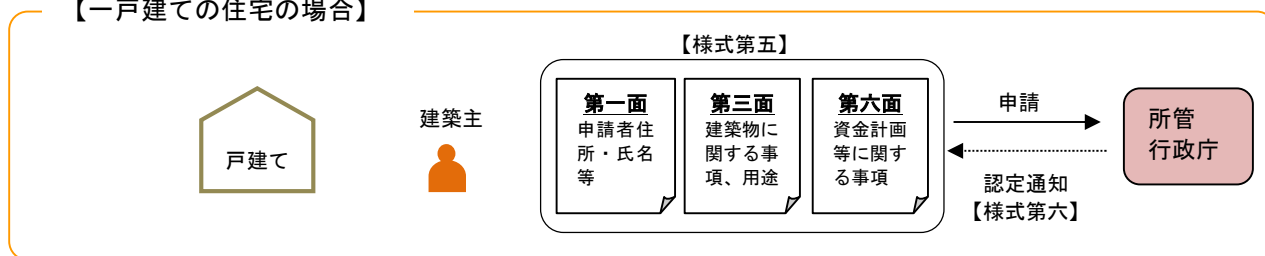 【一戸建ての住宅の場合】
【様式第五】
戸建て
建築主
第一面
申請者住
所・氏名
等
第三面
建築物に
関する事
項、用途
第六面
資金計画
等に関す
る事項
申請
認定通知
【様式第六】
所管
行政庁